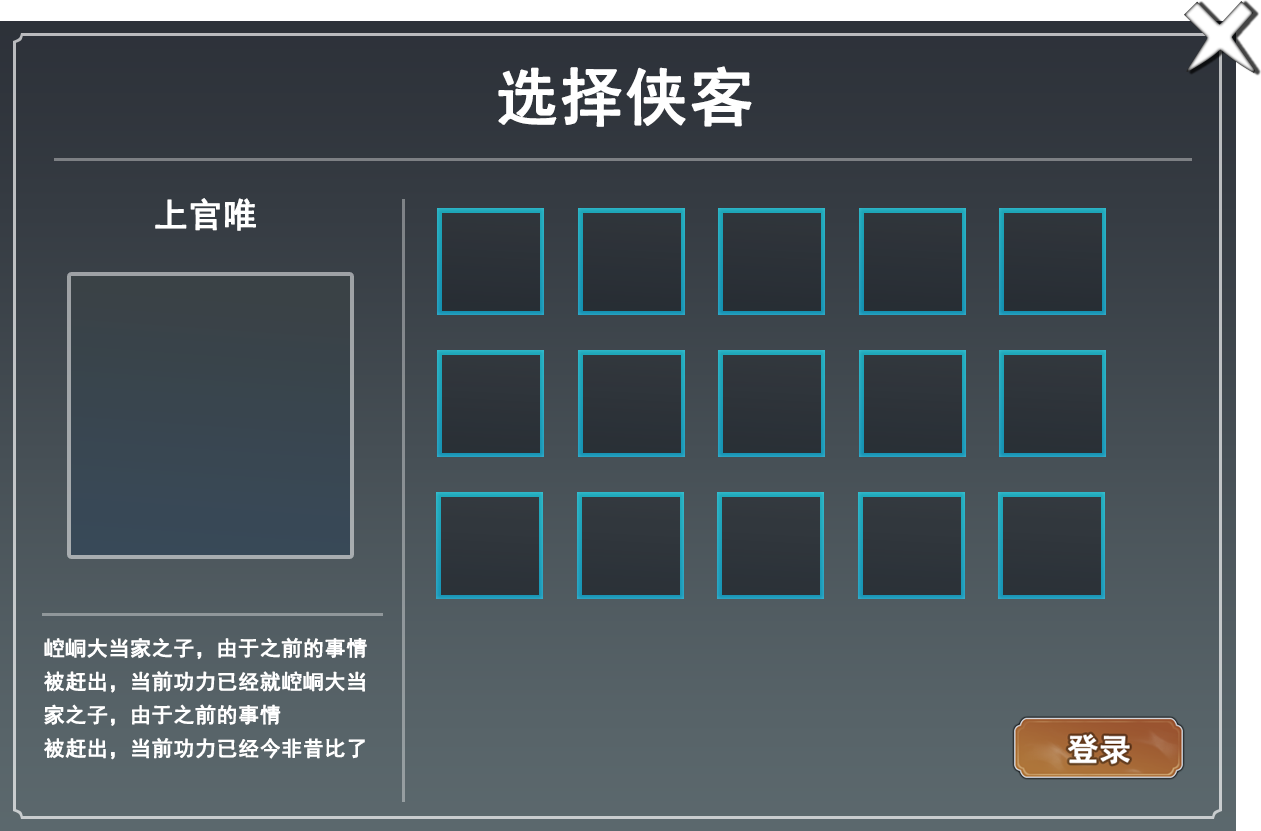 选择侠客
上官唯
崆峒大当家之子，由于之前的事情
被赶出，当前功力已经就崆峒大当
家之子，由于之前的事情
被赶出，当前功力已经今非昔比了
登录